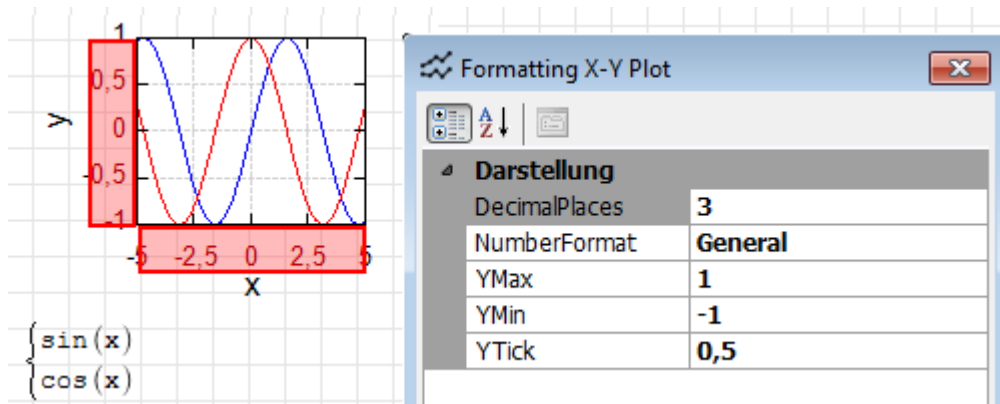 1
0,5
y
0
-0,5
-1
-5 -2,5 0 2,5 5
x
sin(x)
cos(x)
Formatting X-Y Plot
A
Z
Darstellung
DecimalPlaces 3
NumberFormat General
YMax 1
YMin -1
YTick 0,5